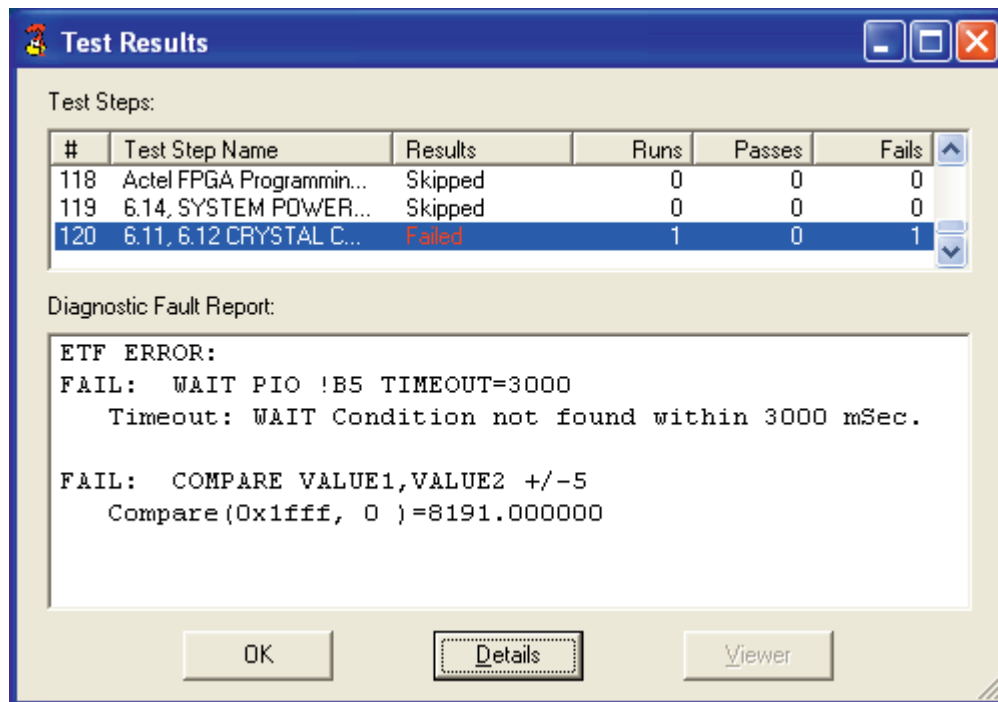 Test Results
Test Steps:
# Test Step Name Results Runs Passes Fails
118 Actel FPGA Programmin... Skipped 0 0 0
119 6.14, SYSTEM POWER... Skipped 0 0 0
120 6.11, 6.12 CRYSTAL C... Failed 1 0 1
Diagnostic Fault Report:
ETF ERROR:
FAIL:  WAIT PIO !B5 TIMEOUT=3000
   Timeout: WAIT Condition not found within 3000 mSec.
FAIL:  COMPARE VALUE1,VALUE2 +/-5
   Compare(0x1fff, 0 )=8191.000000
OK Details Viewer